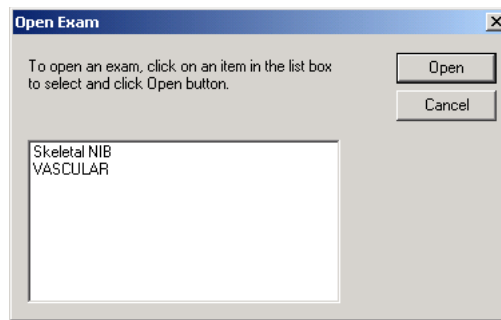 Open Exam
To open an exam, click on an item in the list box
to select and click Open button.
Open
Cancel
Skeletal NIB
VASCULAR